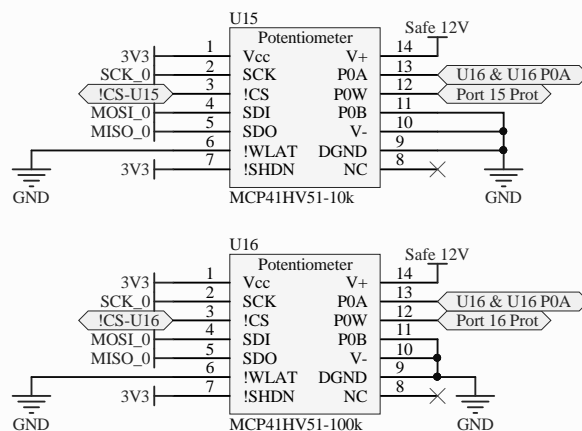 U15
Safe 12V
Potentiometer
3V3 1 Vcc V+ 14
SCK_0 2 SCK P0A 13 U16 & U16 P0A
!CS-U15 3 !CS P0W 12 Port 15 Prot
MOSI_0 4 SDI P0B 11
MISO_0 5 SDO V- 10
6 !WLAT DGND 9
3V3 7 !SHDN NC 8
GND
GND
MCP41HV51-10k
U16
Safe 12V
Potentiometer
3V3 1 Vcc V+ 14
SCK_0 2 SCK P0A 13 U16 & U16 P0A
!CS-U16 3 !CS P0W 12 Port 16 Prot
MOSI_0 4 SDI P0B 11
MISO_0 5 SDO V- 10
6 !WLAT DGND 9
3V3 7 !SHDN NC 8
GND
GND
MCP41HV51-100k